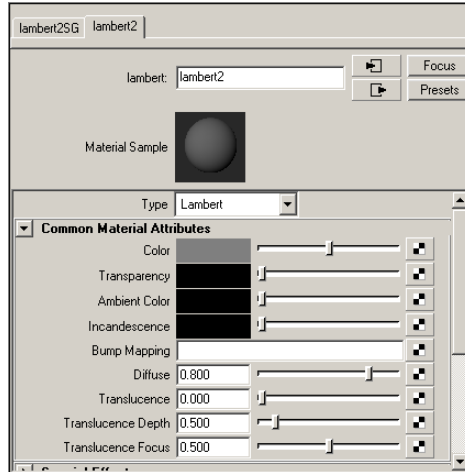 lambert2SG lambert2
lambert: lambert2
Focus
Presets
Material Sample
Type Lambert
Common Material Attributes
Color
Transparency
Ambient Color
Incandescence
Bump Mapping
Diffuse 0.800
Translucence 0.000
Translucence Depth 0.500
Translucence Focus 0.500